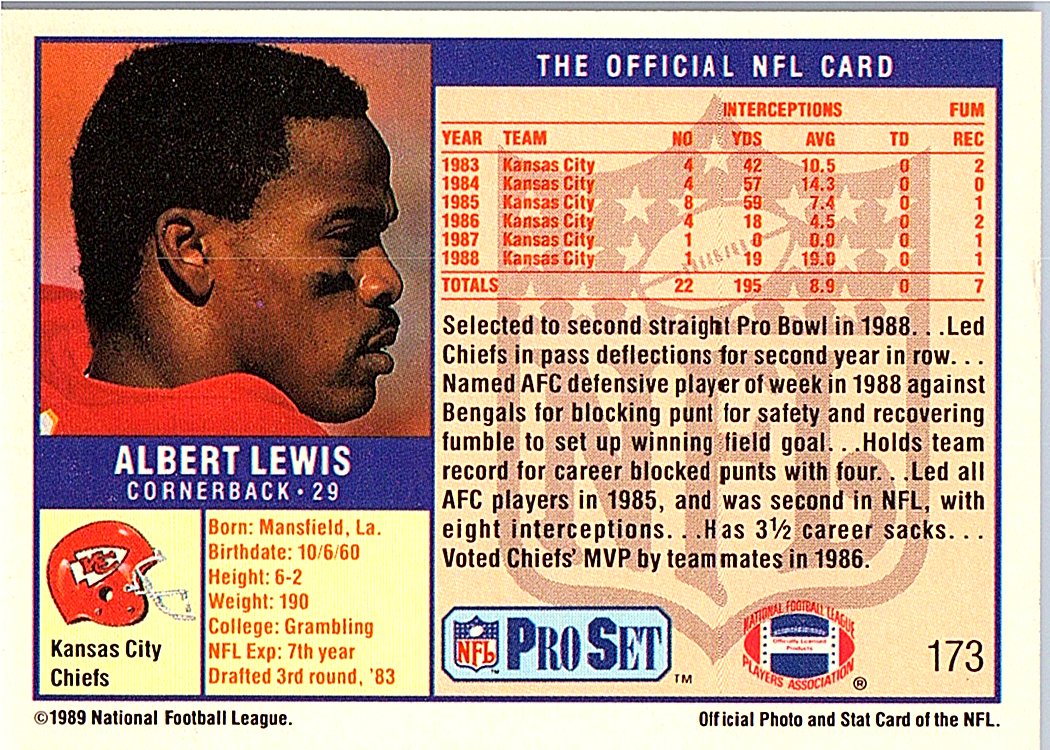 THE OFFICIAL NFL CARD
INTERCEPTIONS FUM
YEAR TEAM NO YDS AVG TD REC
1983 Kansas City 4 42 10.5 0 2
1984 Kansas City 4 57 14.3 0 0
1985 Kansas City 8 59 7.4 0 1
1986 Kansas City 4 18 4.5 0 2
1987 Kansas City 1 0 0.0 0 1
1988 Kansas City 1 19 19.0 0 1
TOTALS 22 195 8.9 0 7
Selected to second straight Pro Bowl in 1988. . .Led
Chiefs in pass deflections for second year in row. . .
Named AFC defensive player of week in 1988 against
Bengals for blocking punt for safety and recovering
fumble to set up winning field goal. . .Holds team
record for career blocked punts with four. . .Led all
AFC players in 1985, and was second in NFL, with
eight interceptions. . .Has 3½ career sacks. . .
Voted Chiefs' MVP by teammates in 1986.
ALBERT LEWIS
CORNERBACK • 29
KC
Kansas City
Chiefs
Born: Mansfield, La.
Birthdate: 10/6/60
Height: 6-2
Weight: 190
College: Grambling
NFL Exp: 7th year
Drafted 3rd round, '83
NFL PRO SET ™
NATIONAL FOOTBALL LEAGUE
Officially Licensed
Products
PLAYERS ASSOCIATION ®
173
NFL
©1989 National Football League.
Official Photo and Stat Card of the NFL.